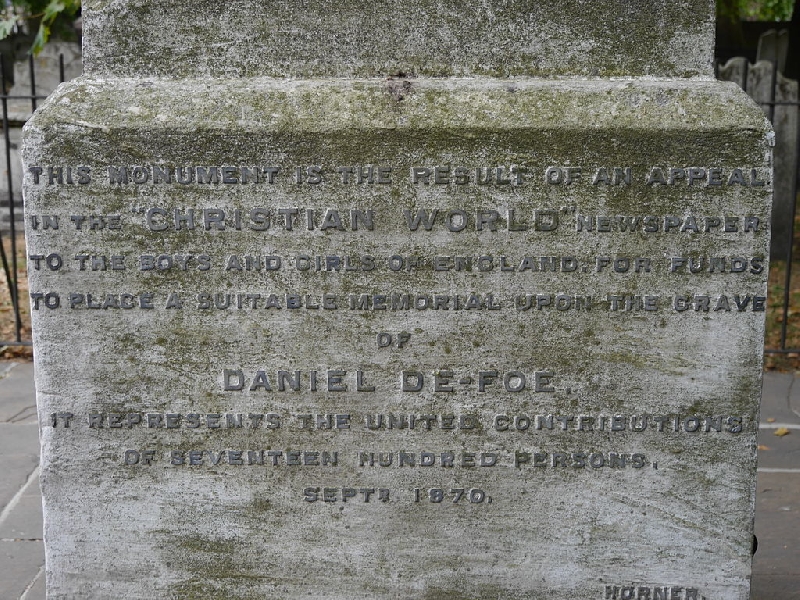 THIS MONUMENT IS THE RESULT OF AN APPEAL
IN THE "CHRISTIAN WORLD" NEWSPAPER
TO THE BOYS AND GIRLS OF ENGLAND, FOR FUNDS
TO PLACE A SUITABLE MEMORIAL UPON THE GRAVE
OF
DANIEL DE-FOE.
IT REPRESENTS THE UNITED CONTRIBUTIONS
OF SEVENTEEN HUNDRED PERSONS.
SEPTR 1870.
HORNER.